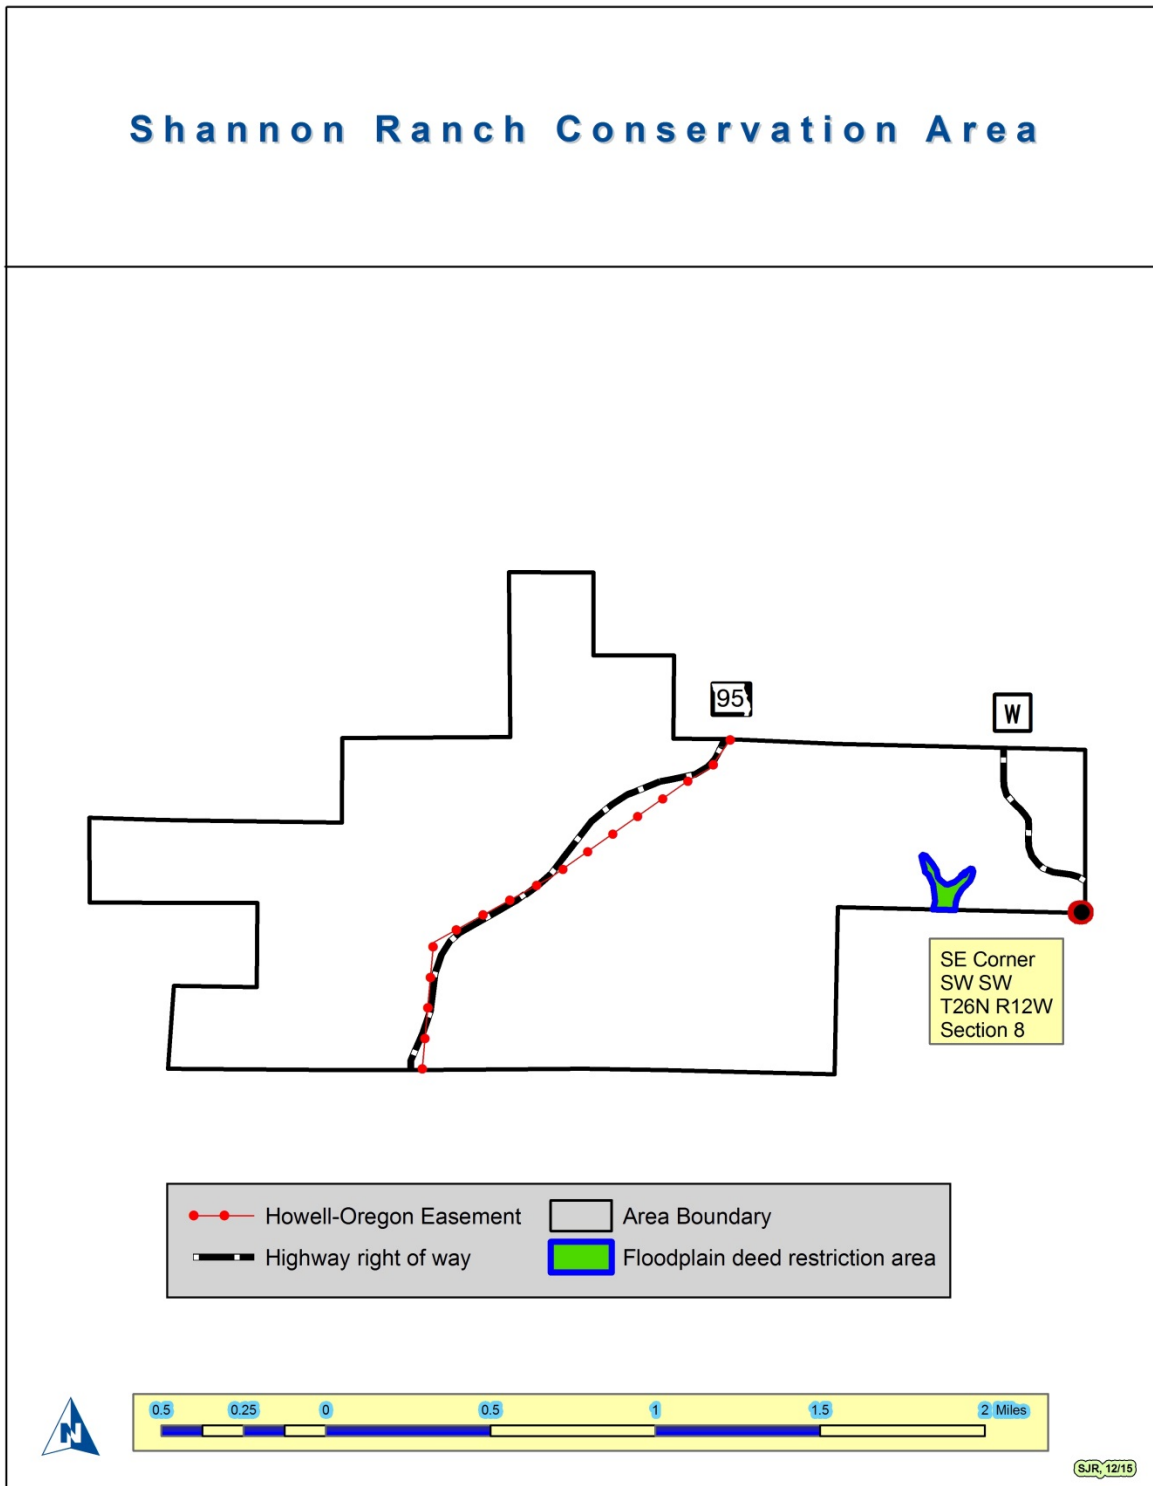 Shannon Ranch Conservation Area
95
W
SE Corner
SW SW
T26N R12W
Section 8
Howell-Oregon Easement
Area Boundary
Highway right of way
Floodplain deed restriction area
N
0.5 0.25 0 0.5 1 1.5 2 Miles
SJR, 12/15